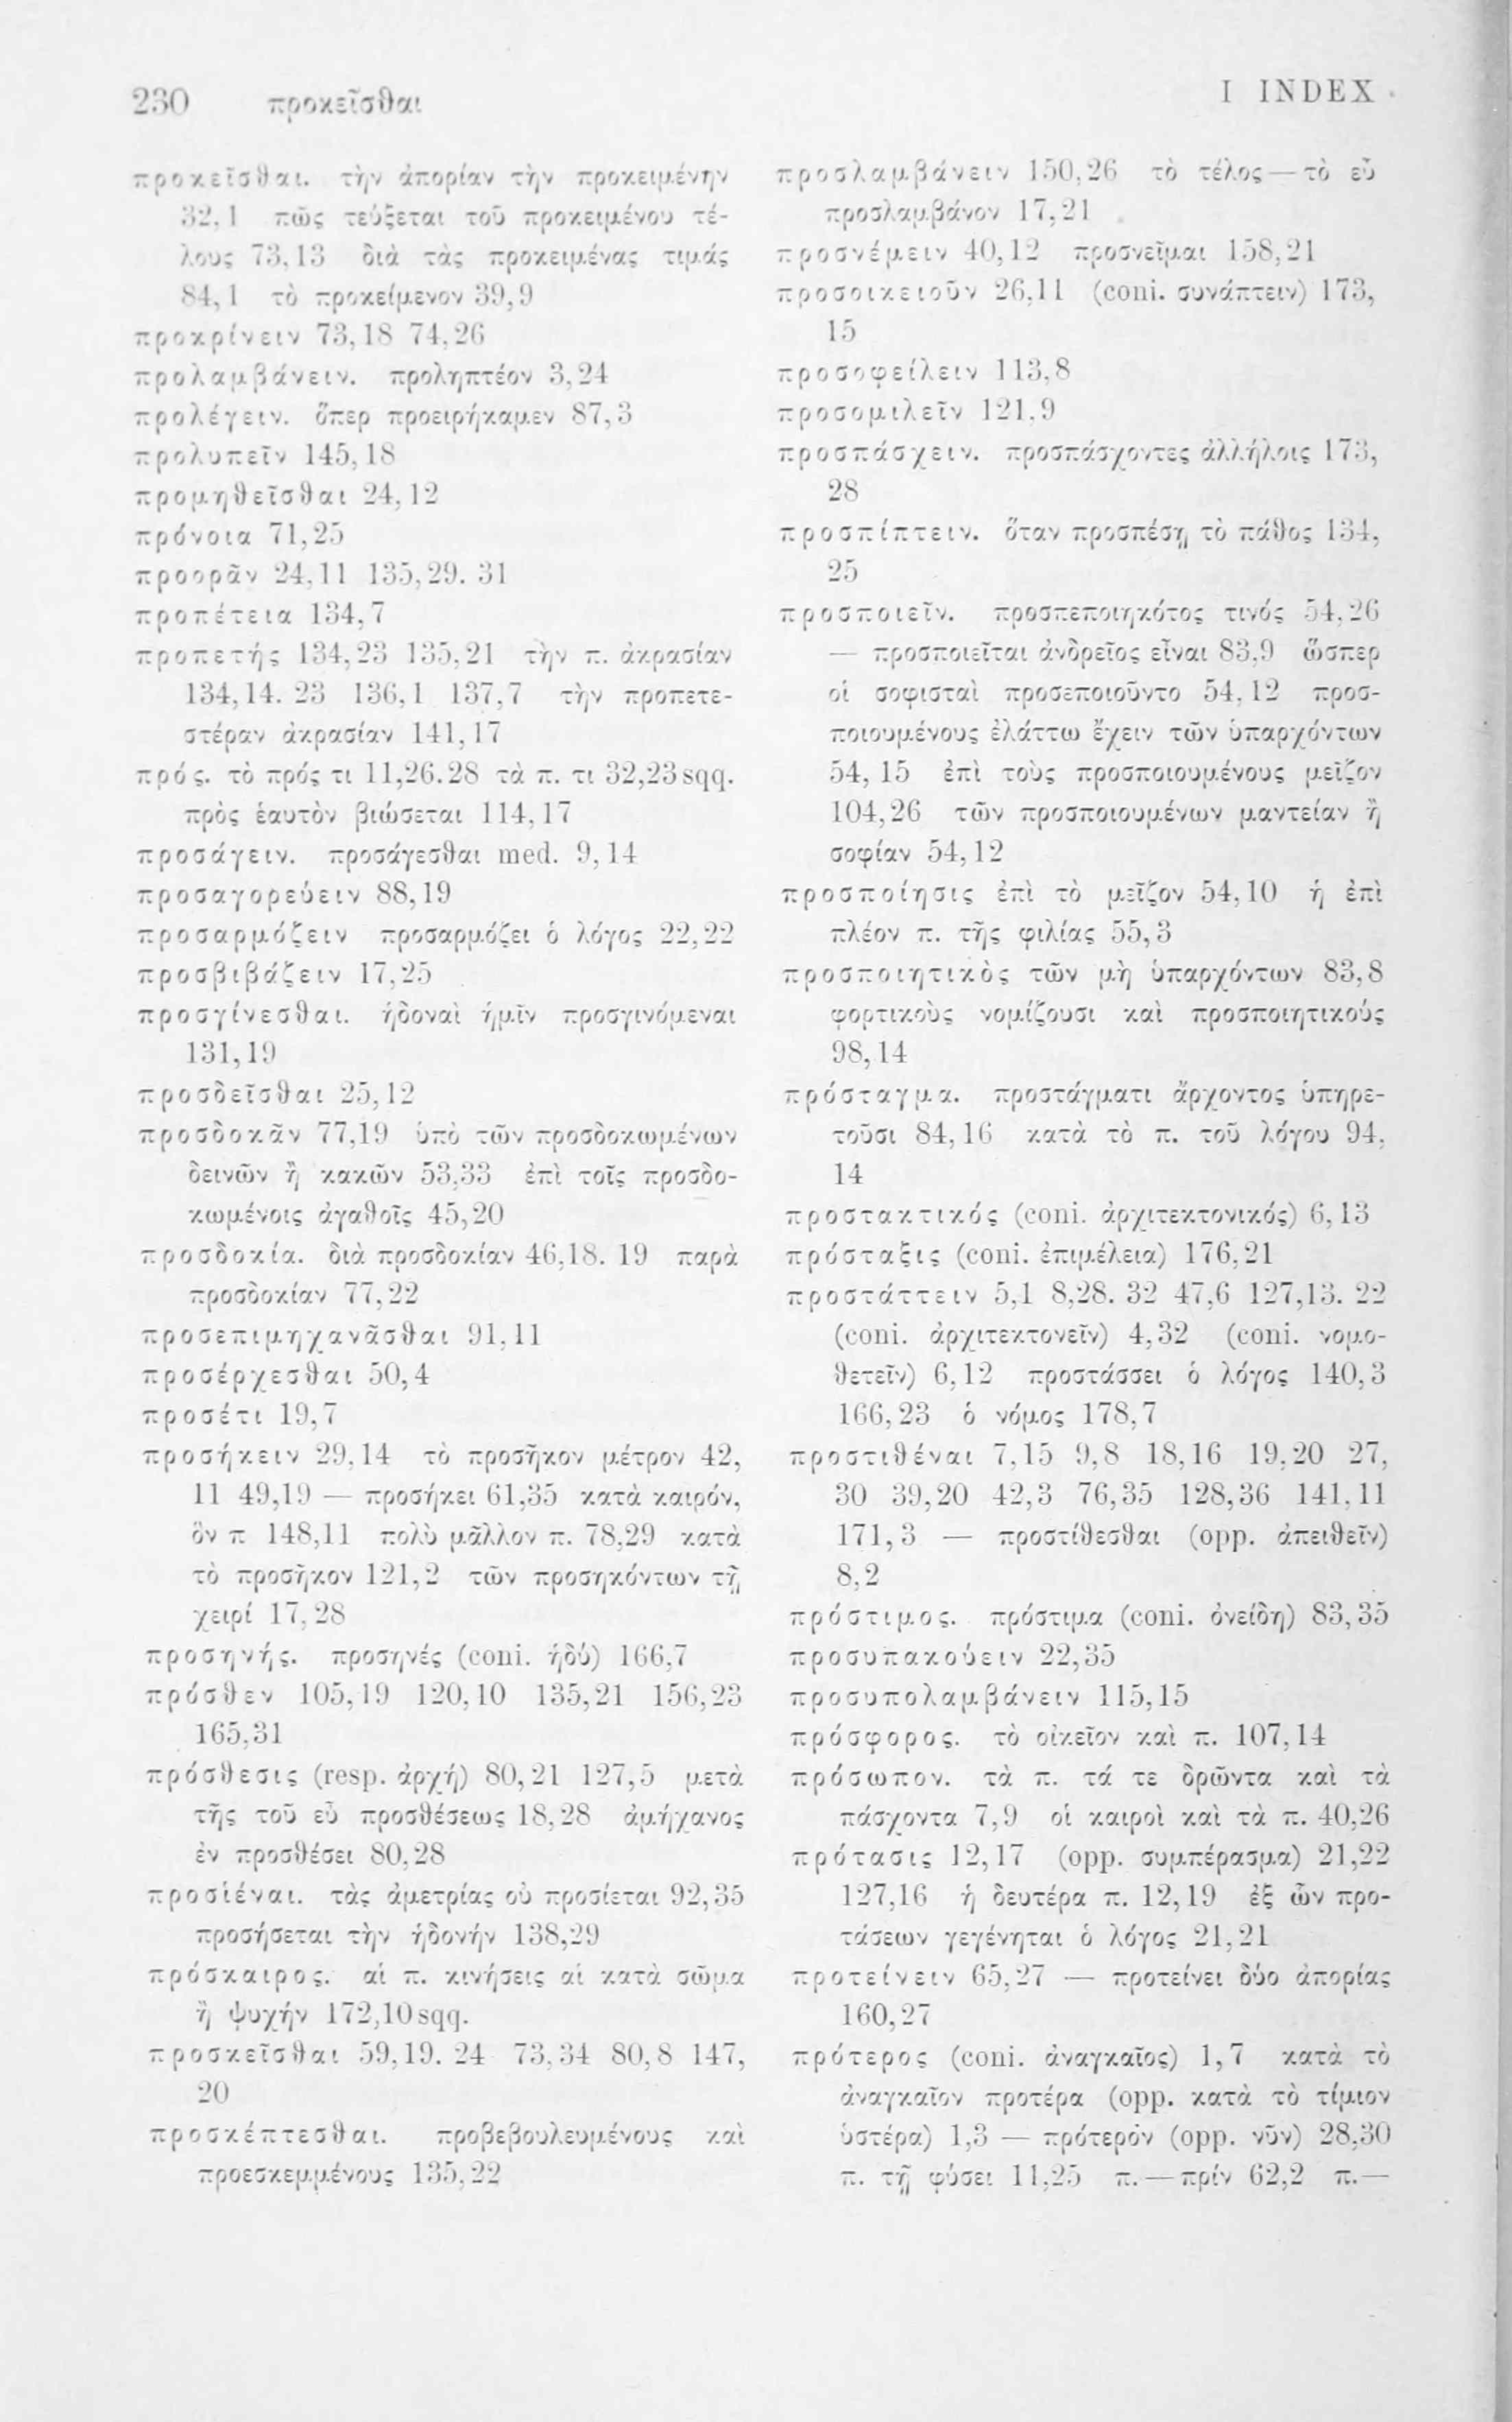 230 προκεῖσθαι
I INDEX
προκεῖσθαι. τὴν ἀπορίαν τὴν προκειμένην
32,1 πῶς τεύξεται τοῦ προκειμένου τέ-
λους 73,13 διὰ τὰς προκειμένας τιμάς
84,1 τὸ προκείμενον 39,9
προκρίνειν 73,18 74,26
προλαμβάνειν. προληπτέον 3,24
προλέγειν. ὅπερ προειρήκαμεν 87,3
προλυπεῖν 145,18
προμηθεῖσθαι 24,12
πρόνοια 71,25
προορᾶν 24,11 135,29. 31
προπέτεια 134,7
προπετής 134,23 135,21 τὴν π. ἀκρασίαν
134,14. 23 136,1 137,7 τὴν προπετε-
στέραν ἀκρασίαν 141,17
πρός. τὸ πρός τι 11,26.28 τὰ π. τι 32,23sqq.
πρὸς ἑαυτὸν βιώσεται 114,17
προσάγειν. προσάγεσθαι med. 9,14
προσαγορεύειν 88,19
προσαρμόζειν προσαρμόζει ὁ λόγος 22,22
προσβιβάζειν 17,25
προσγίνεσθαι. ἡδοναὶ ἡμῖν προσγινόμεναι
131,19
προσδεῖσθαι 25,12
προσδοκᾶν 77,19 ὑπὸ τῶν προσδοκωμένων
δεινῶν ἢ κακῶν 53,33 ἐπὶ τοῖς προσδο-
κωμένοις ἀγαθοῖς 45,20
προσδοκία. διὰ προσδοκίαν 46,18. 19 παρὰ
προσδοκίαν 77,22
προσεπιμηχανᾶσθαι 91,11
προσέρχεσθαι 50,4
προσέτι 19,7
προσήκειν 29,14 τὸ προσῆκον μέτρον 42,
11 49,19 — προσήκει 61,35 κατὰ καιρόν,
ὃν π 148,11 πολὺ μᾶλλον π. 78,29 κατὰ
τὸ προσῆκον 121,2 τῶν προσηκόντων τῇ
χειρί 17,28
προσηνής. προσηνές (coni. ἡδύ) 166,7
πρόσθεν 105,19 120,10 135,21 156,23
165,31
πρόσθεσις (resp. ἀρχή) 80,21 127,5 μετὰ
τῆς τοῦ εὖ προσθέσεως 18,28 ἀμήχανος
ἐν προσθέσει 80,28
προσιέναι. τὰς ἀμετρίας οὐ προσίεται 92,35
προσήσεται τὴν ἡδονήν 138,29
πρόσκαιρος. αἱ π. κινήσεις αἱ κατὰ σῶμα
ἢ ψυχήν 172,10sqq.
προσκεῖσθαι 59,19. 24 73,34 80,8 147,
20
προσκέπτεσθαι. προβεβουλευμένους καὶ
προεσκεμμένους 135,22
προσλαμβάνειν 150,26 τὸ τέλος — τὸ εὖ
προσλαμβάνον 17,21
προσνέμειν 40,12 προσνεῖμαι 158,21
προσοικειοῦν 26,11 (coni. συνάπτειν) 173,
15
προσοφείλειν 113,8
προσομιλεῖν 121,9
προσπάσχειν. προσπάσχοντες ἀλλήλοις 173,
28
προσπίπτειν. ὅταν προσπέσῃ τὸ πάθος 134,
25
προσποιεῖν. προσπεποιηκότος τινός 54,26
— προσποιεῖται ἀνδρεῖος εἶναι 83,9 ὥσπερ
οἱ σοφισταὶ προσεποιοῦντο 54,12 προσ-
ποιουμένους ἐλάττω ἔχειν τῶν ὑπαρχόντων
54,15 ἐπὶ τοὺς προσποιουμένους μεῖζον
104,26 τῶν προσποιουμένων μαντείαν ἢ
σοφίαν 54,12
προσποίησις ἐπὶ τὸ μεῖζον 54,10 ἡ ἐπὶ
πλέον π. τῆς φιλίας 55,3
προσποιητικὸς τῶν μὴ ὑπαρχόντων 83,8
φορτικοὺς νομίζουσι καὶ προσποιητικούς
98,14
πρόσταγμα. προστάγματι ἄρχοντος ὑπηρε-
τοῦσι 84,16 κατὰ τὸ π. τοῦ λόγου 94,
14
προστακτικός (coni. ἀρχιτεκτονικός) 6,13
πρόσταξις (coni. ἐπιμέλεια) 176,21
προστάττειν 5,1 8,28. 32 47,6 127,13. 22
(coni. ἀρχιτεκτονεῖν) 4,32 (coni. νομο-
θετεῖν) 6,12 προστάσσει ὁ λόγος 140,3
166,23 ὁ νόμος 178,7
προστιθέναι 7,15 9,8 18,16 19,20 27,
30 39,20 42,3 76,35 128,36 141,11
171,3 — προστίθεσθαι (opp. ἀπειθεῖν)
8,2
πρόστιμος. πρόστιμα (coni. ὀνείδη) 83,35
προσυπακούειν 22,35
προσυπολαμβάνειν 115,15
πρόσφορος. τὸ οἰκεῖον καὶ π. 107,14
πρόσωπον. τὰ π. τά τε δρῶντα καὶ τὰ
πάσχοντα 7,9 οἱ καιροὶ καὶ τὰ π. 40,26
πρότασις 12,17 (opp. συμπέρασμα) 21,22
127,16 ἡ δευτέρα π. 12,19 ἐξ ὧν προ-
τάσεων γεγένηται ὁ λόγος 21,21
προτείνειν 65,27 — προτείνει δύο ἀπορίας
160,27
πρότερος (coni. ἀναγκαῖος) 1,7 κατὰ τὸ
ἀναγκαῖον προτέρα (opp. κατὰ τὸ τίμιον
ὑστέρα) 1,3 — πρότερόν (opp. νῦν) 28,30
π. τῇ φύσει 11,25 π. — πρίν 62,2 π. —